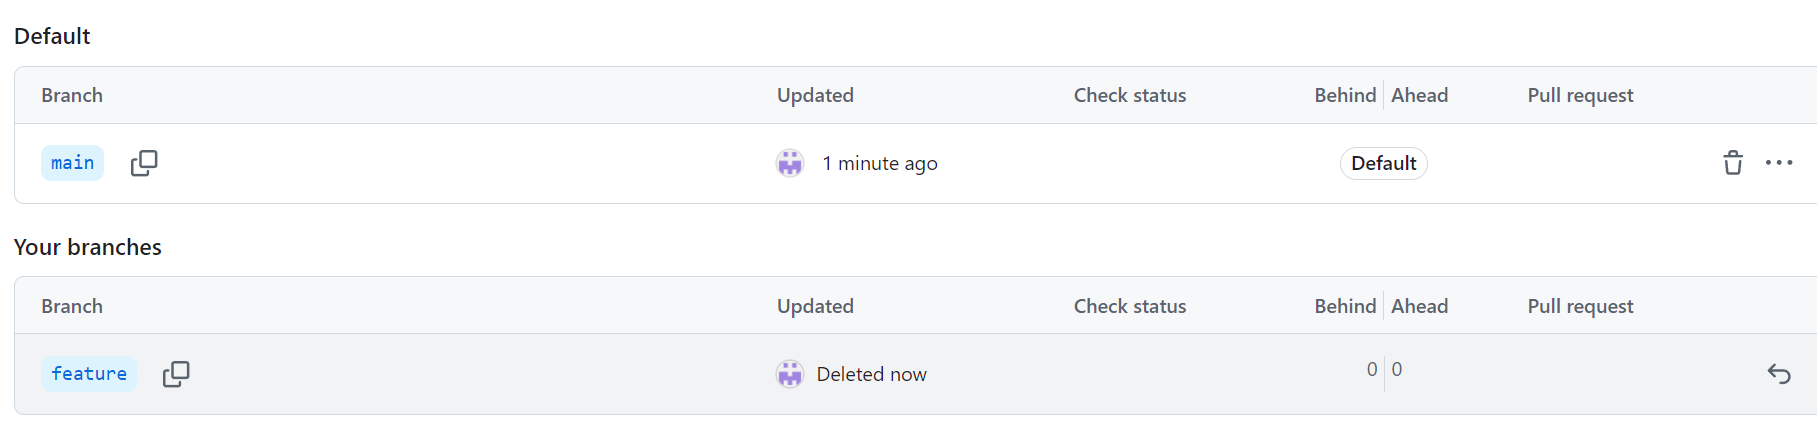 Default
Branch Updated Check status Behind Ahead Pull request
main 1 minute ago Default
Your branches
Branch Updated Check status Behind Ahead Pull request
feature Deleted now 0 0